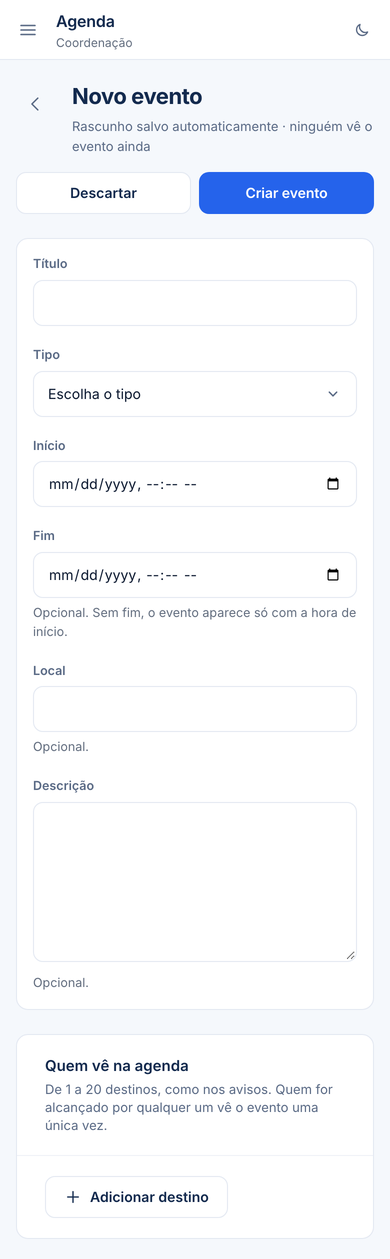 Agenda
Coordenação
Novo evento
Rascunho salvo automaticamente · ninguém vê o
evento ainda
Descartar
Criar evento
Título
Tipo
Escolha o tipo
Início
mm/dd/yyyy, --:-- --
Fim
mm/dd/yyyy, --:-- --
Opcional. Sem fim, o evento aparece só com a hora de
início.
Local
Opcional.
Descrição
Opcional.
Quem vê na agenda
De 1 a 20 destinos, como nos avisos. Quem for
alcançado por qualquer um vê o evento uma
única vez.
Adicionar destino